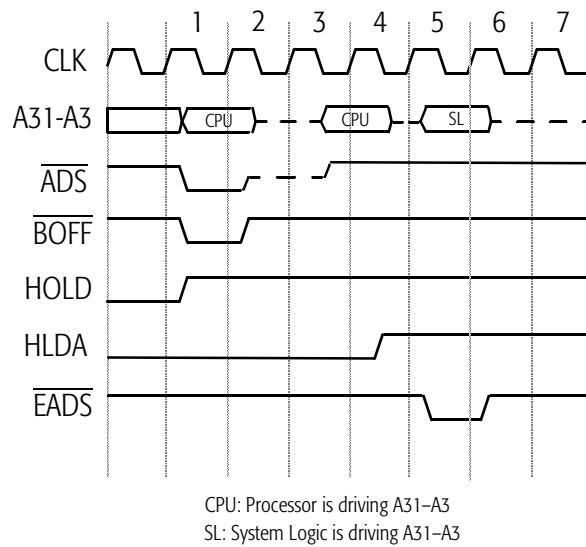 1 2 3 4 5 6 7
CLK
A31-A3 CPU CPU SL
ADS
BOFF
HOLD
HLDA
EADS
CPU: Processor is driving A31–A3
SL: System Logic is driving A31–A3